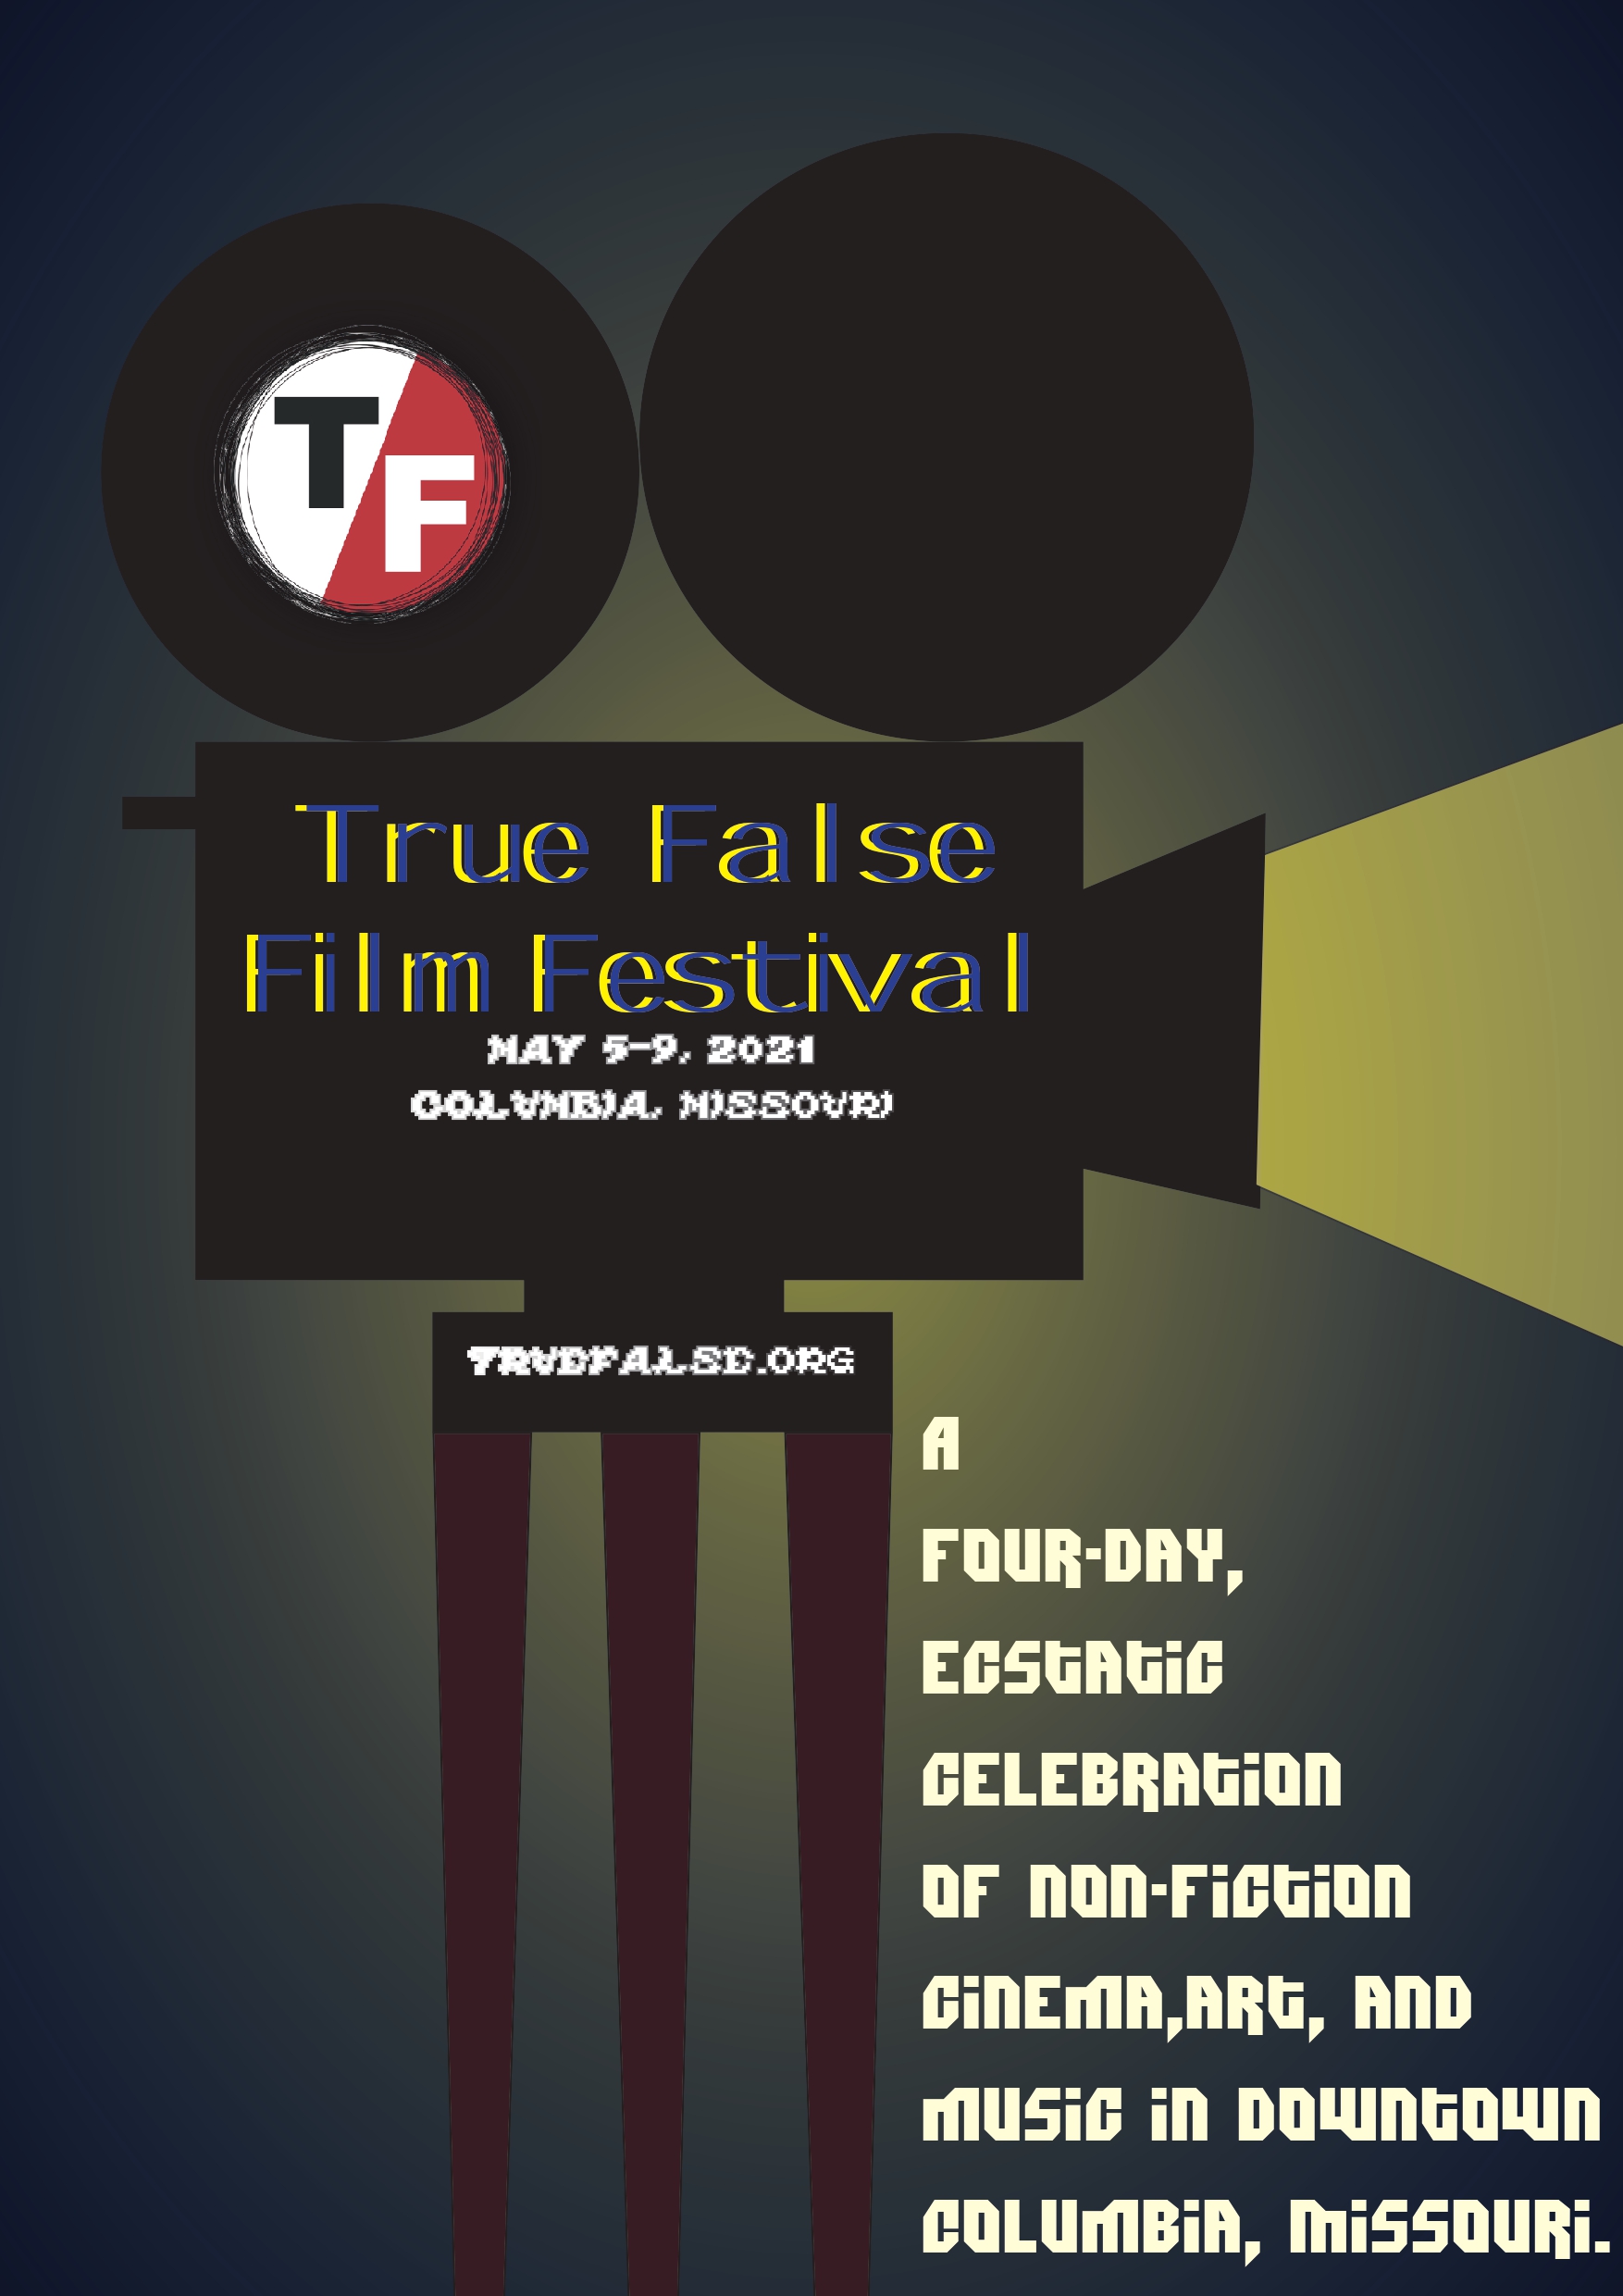 T
F
True False
Film Festival
MAY 5-9, 2021
COLUMBIA, MISSOURI
TRUEFALSE.ORG
A
FOUR-DAY,
ECStAtiC
CELEBRAtiON
OF NON-FiCtiON
CiNEMA,ARt, AND
MUSiC iN DOWNtOWN
COLUMBiA, MiSSOURi.